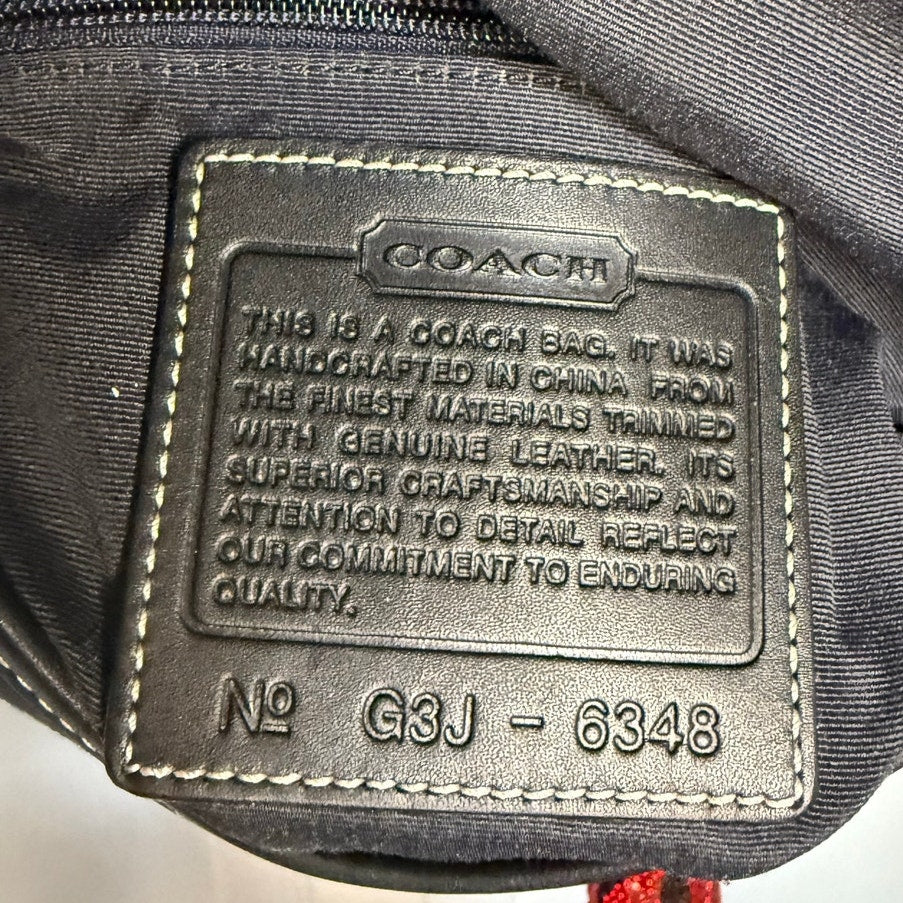 COACH
THIS IS A COACH BAG. IT WAS
HANDCRAFTED IN CHINA FROM
THE FINEST MATERIALS TRIMMED
WITH GENUINE LEATHER. ITS
SUPERIOR CRAFTSMANSHIP AND
ATTENTION TO DETAIL REFLECT
OUR COMMITMENT TO ENDURING
QUALITY.
Nº G3J - 6348